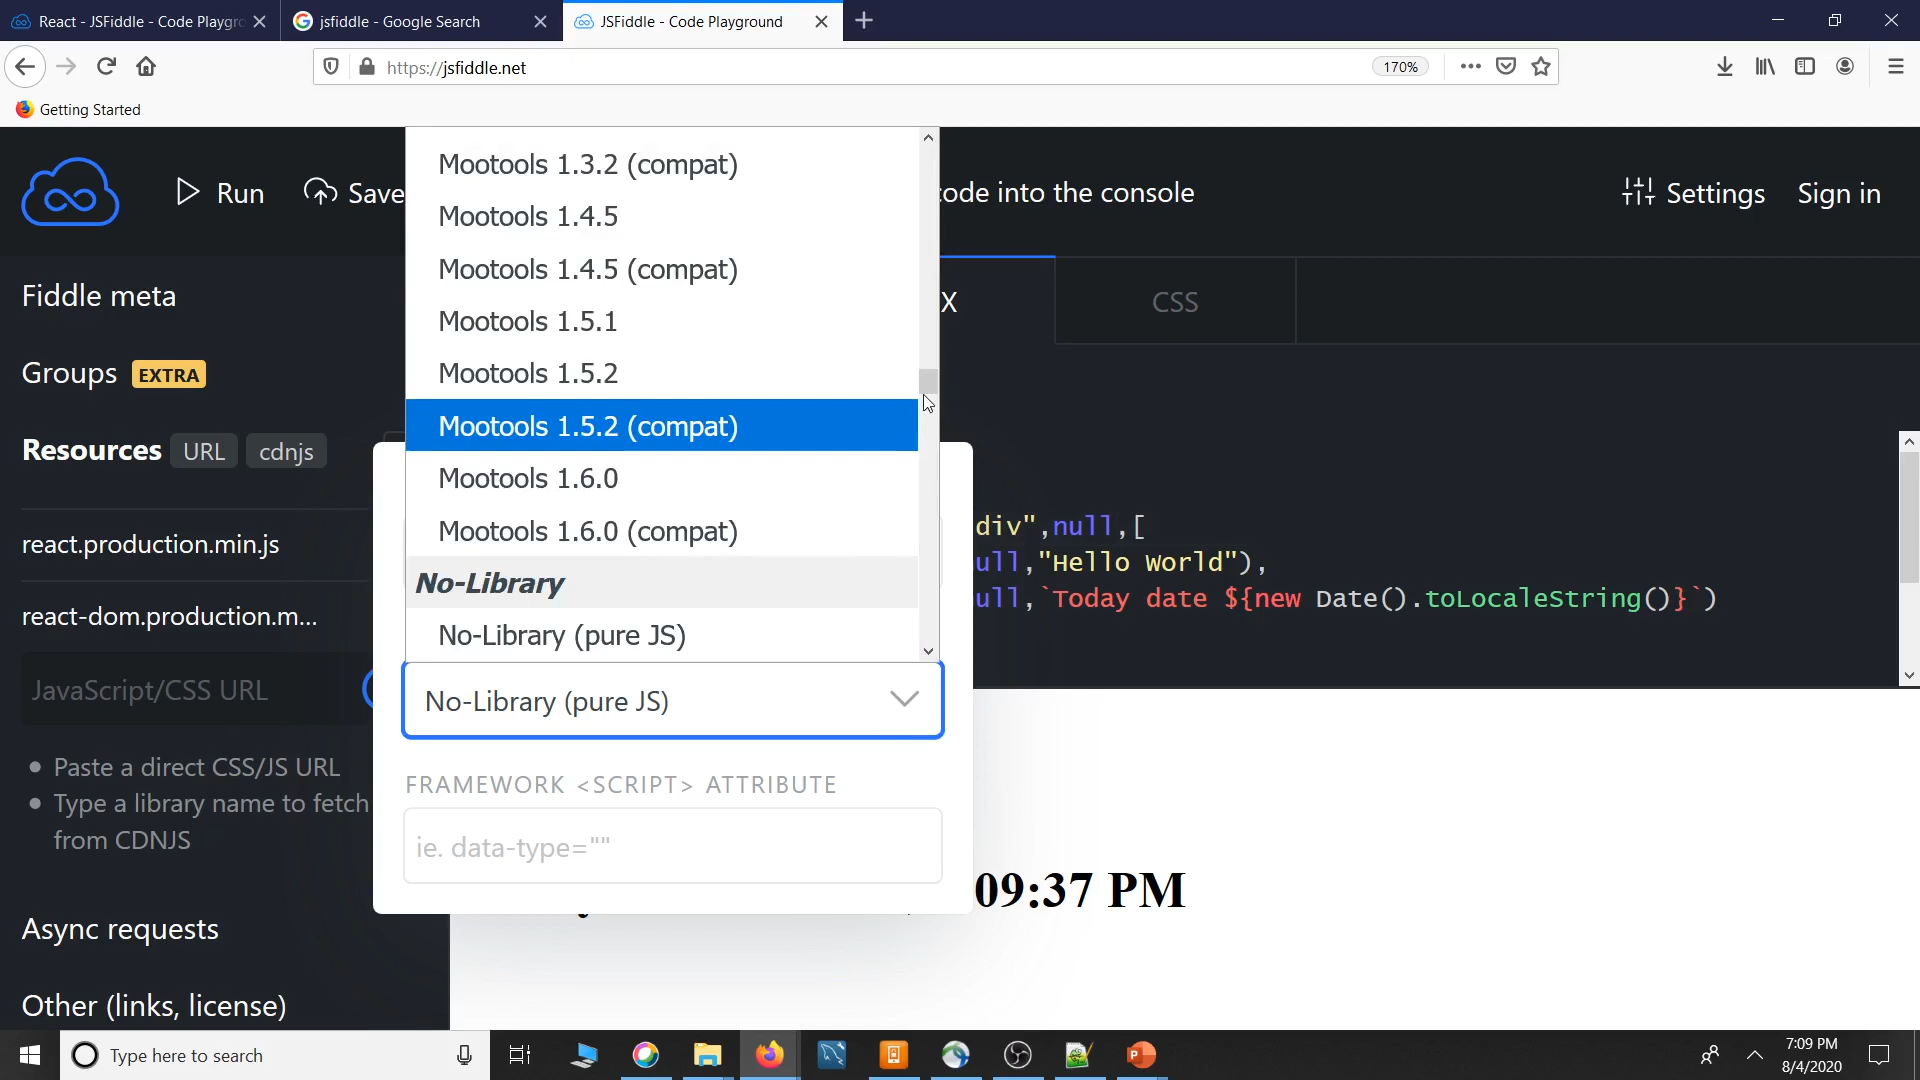 React - JSFiddle - Code Playgro
jsfiddle - Google Search
JSFiddle - Code Playground
https://jsfiddle.net
170%
Getting Started
Run
Save
code into the console
Settings
Sign in
Fiddle meta
Groups EXTRA
Resources URL cdnjs
react.production.min.js
react-dom.production.m...
JavaScript/CSS URL
Paste a direct CSS/JS URL
Type a library name to fetch
from CDNJS
Async requests
Other (links, license)
Mootools 1.3.2 (compat)
Mootools 1.4.5
Mootools 1.4.5 (compat)
Mootools 1.5.1
Mootools 1.5.2
Mootools 1.5.2 (compat)
Mootools 1.6.0
Mootools 1.6.0 (compat)
No-Library
No-Library (pure JS)
No-Library (pure JS)
FRAMEWORK <SCRIPT> ATTRIBUTE
ie. data-type=""
X
CSS
div",null,[
ull,"Hello World"),
ull,`Today date ${new Date().toLocaleString()}`)
09:37 PM
Type here to search
7:09 PM
8/4/2020